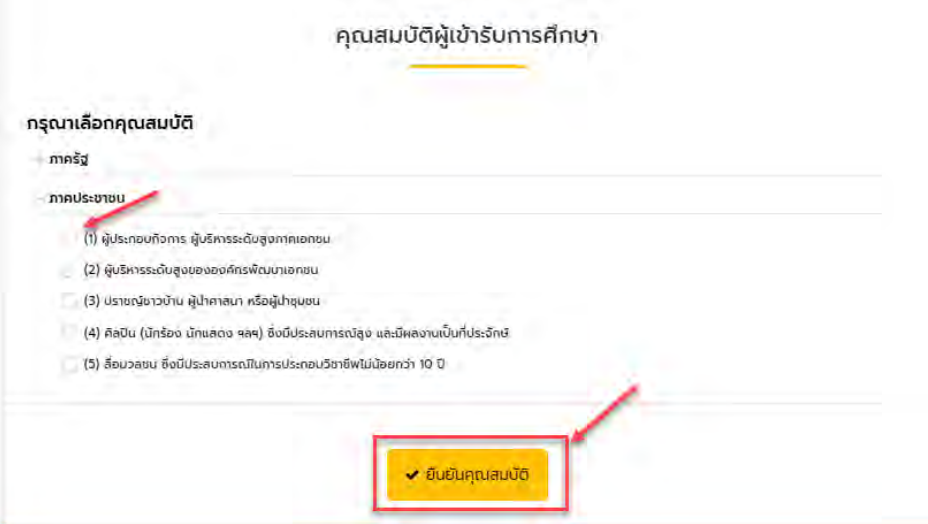 คุณสมบัติผู้เข้ารับการศึกษา
กรุณาเลือกคุณสมบัติ
+ ภาครัฐ
- ภาคประชาชน
(1) ผู้ประกอบกิจการ ผู้บริหารระดับสูงภาคเอกชน
(2) ผู้บริหารระดับสูงขององค์กรพัฒนาเอกชน
(3) ปราชญ์ชาวบ้าน ผู้นำศาสนา หรือผู้นำชุมชน
(4) ศิลปิน (นักร้อง นักแสดง ฯลฯ) ซึ่งมีประสบการณ์สูง และมีผลงานเป็นที่ประจักษ์
(5) สื่อมวลชน ซึ่งมีประสบการณ์ในการประกอบวิชาชีพไม่น้อยกว่า 10 ปี
✔ ยืนยันคุณสมบัติ